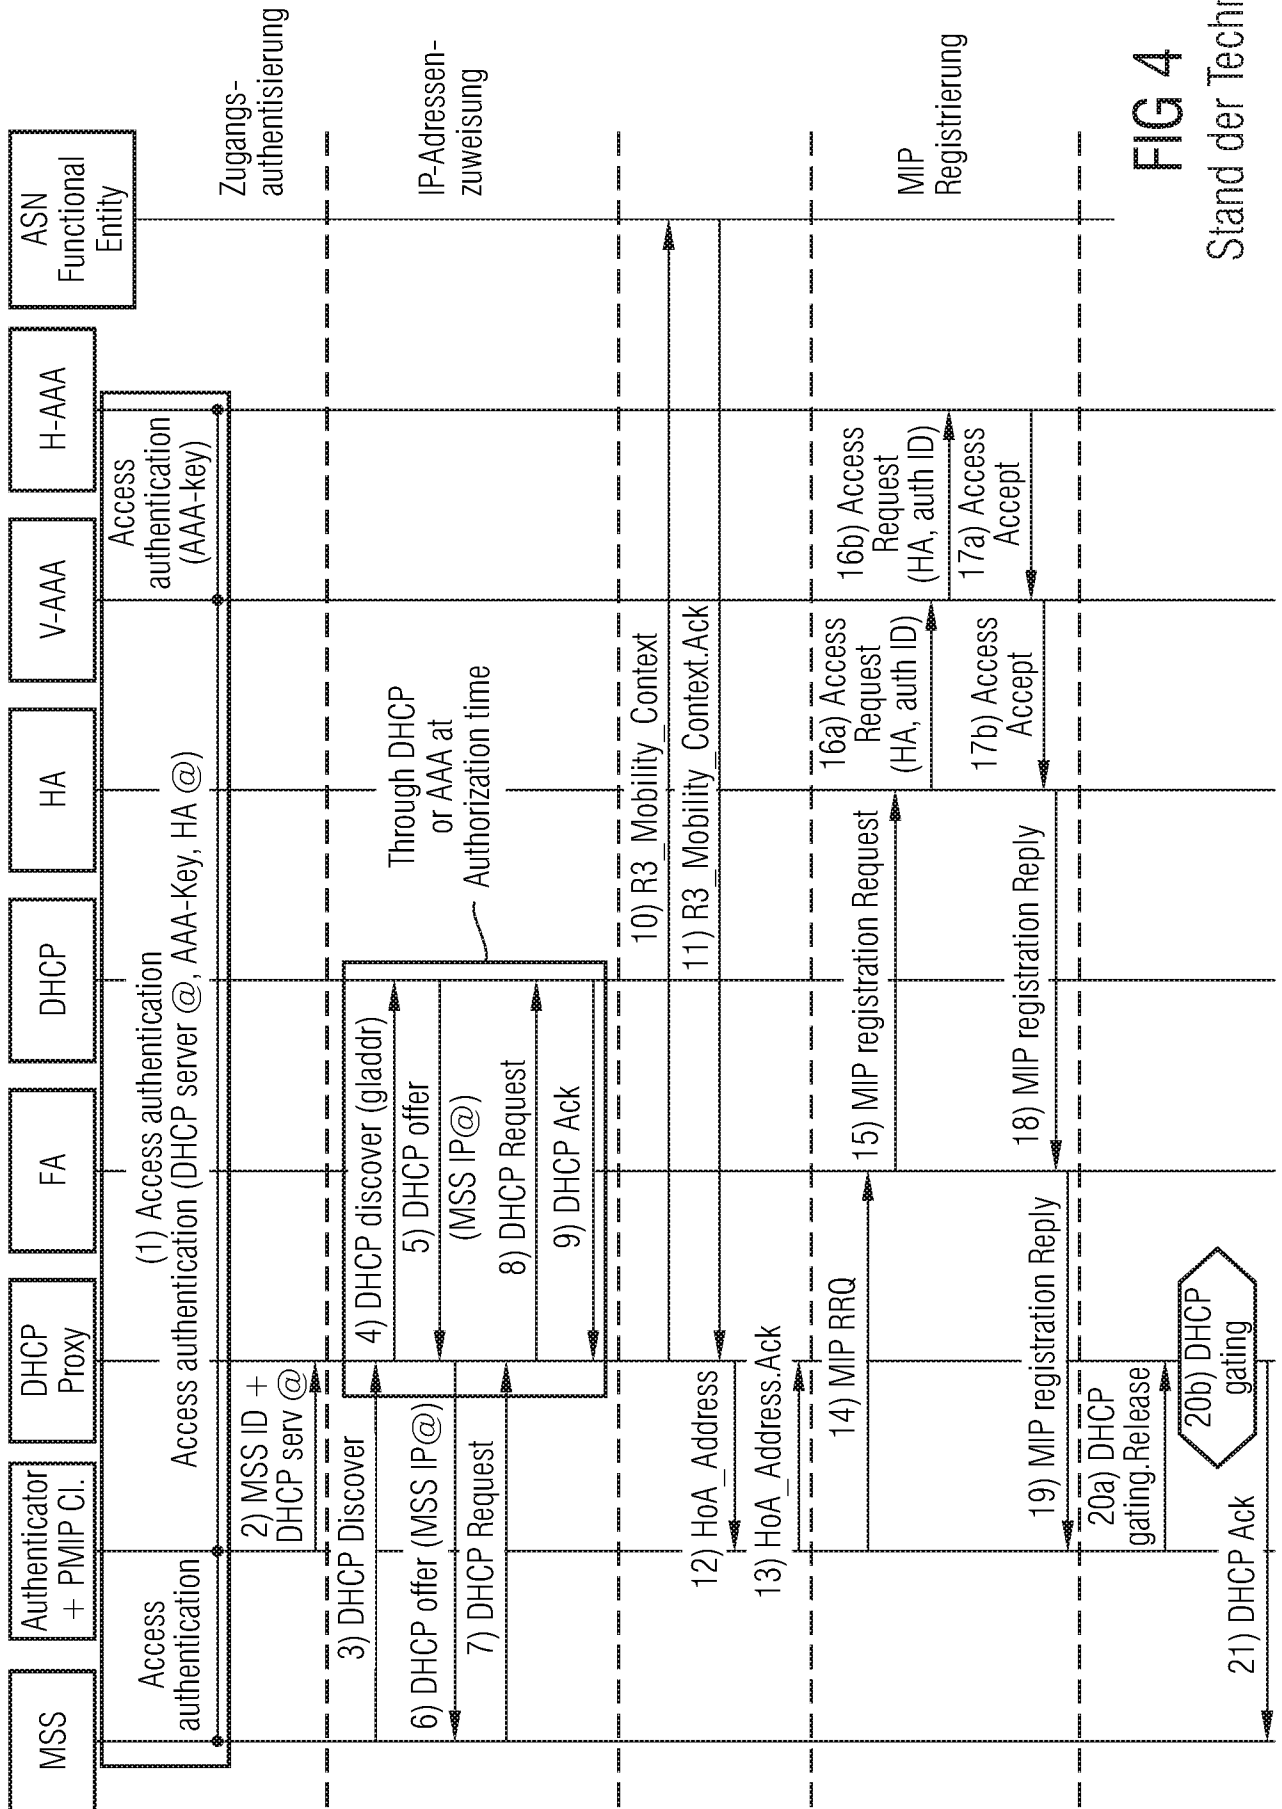 MSS
Authenticator
+ PMIP Cl.
DHCP
Proxy
FA
DHCP
HA
V-AAA
H-AAA
ASN
Functional
Entity
Access
authentication
(1) Access authentication
Access authentication (DHCP server @, AAA-Key, HA @)
Access
authentication
(AAA-key)
Zugangs-
authentisierung
2) MSS ID +
DHCP serv @
3) DHCP Discover
4) DHCP discover (gladdr)
5) DHCP offer
(MSS IP@)
6) DHCP offer (MSS IP@)
7) DHCP Request
8) DHCP Request
9) DHCP Ack
Through DHCP
or AAA at
Authorization time
IP-Adressen-
zuweisung
10) R3_Mobility_Context
11) R3_Mobility_Context.Ack
12) HoA_Address
13) HoA_Address.Ack
14) MIP RRQ
15) MIP registration Request
16a) Access
Request
(HA, auth ID)
16b) Access
Request
(HA, auth ID)
17a) Access
Accept
17b) Access
Accept
18) MIP registration Reply
19) MIP registration Reply
MIP
Registrierung
20a) DHCP
gating.Release
20b) DHCP
gating
21) DHCP Ack
FIG 4
Stand der Techn